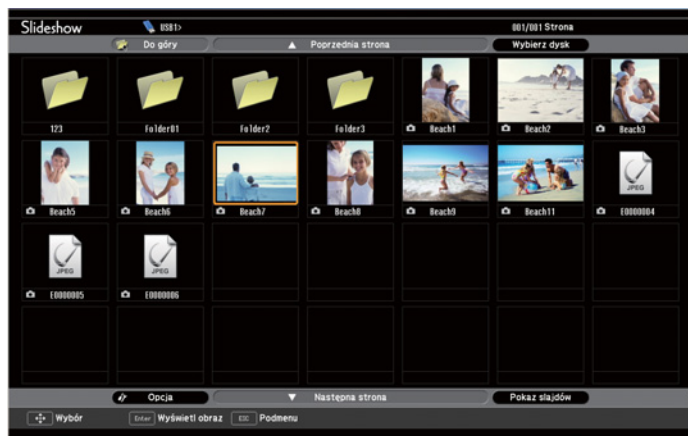 Slideshow USB1> 001/001 Strona
Do góry Poprzednia strona Wybierz dysk
123 Folder01 Folder2 Folder3 Beach1 Beach2 Beach3
JPEG
Beach5 Beach6 Beach7 Beach8 Beach9 Beach11 E0000004
JPEG JPEG
E0000005 E0000006
Opcja Następna strona Pokaz slajdów
Wybór Enter Wyświetl obraz ESC Podmenu